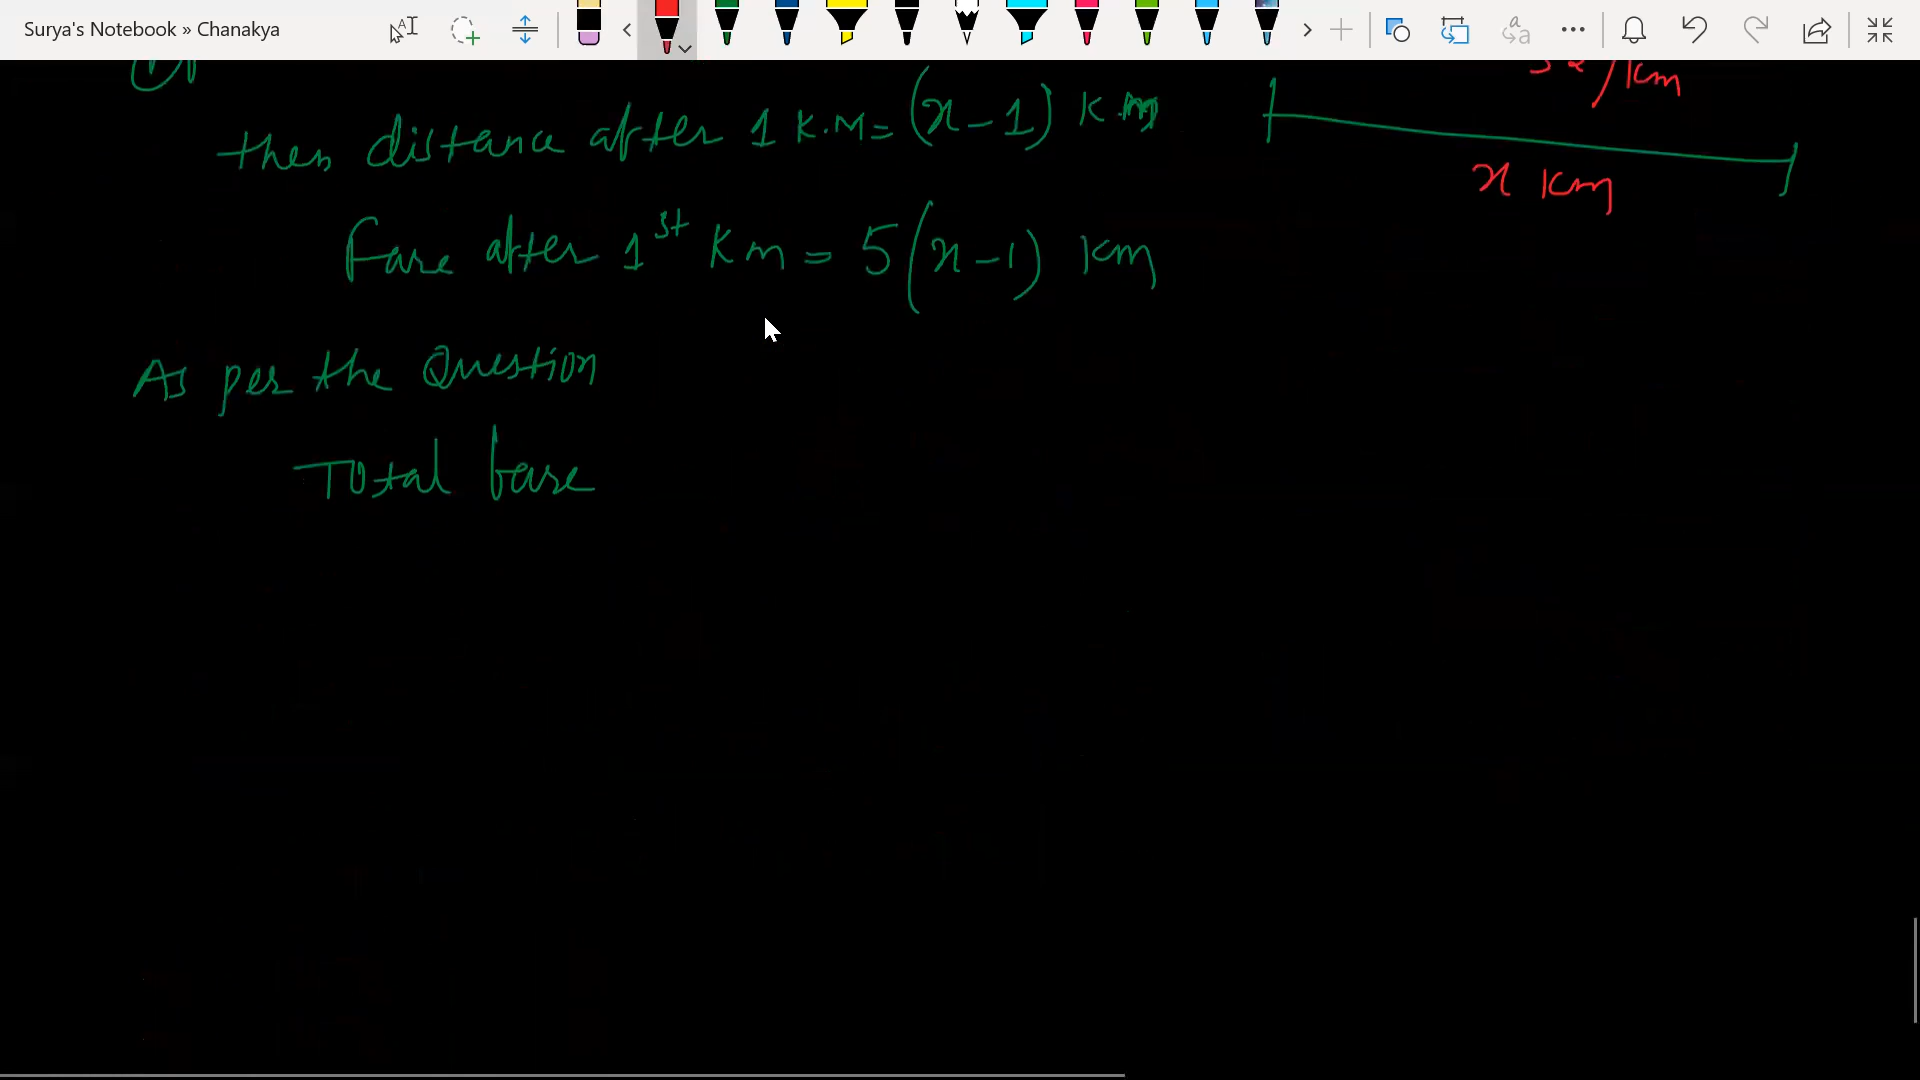 Surya's Notebook » Chanakya
then distance after 1 K.M = (x-1) K.m
x km
Fare after 1st Km = 5(x-1) km
As per the Question
Total fare